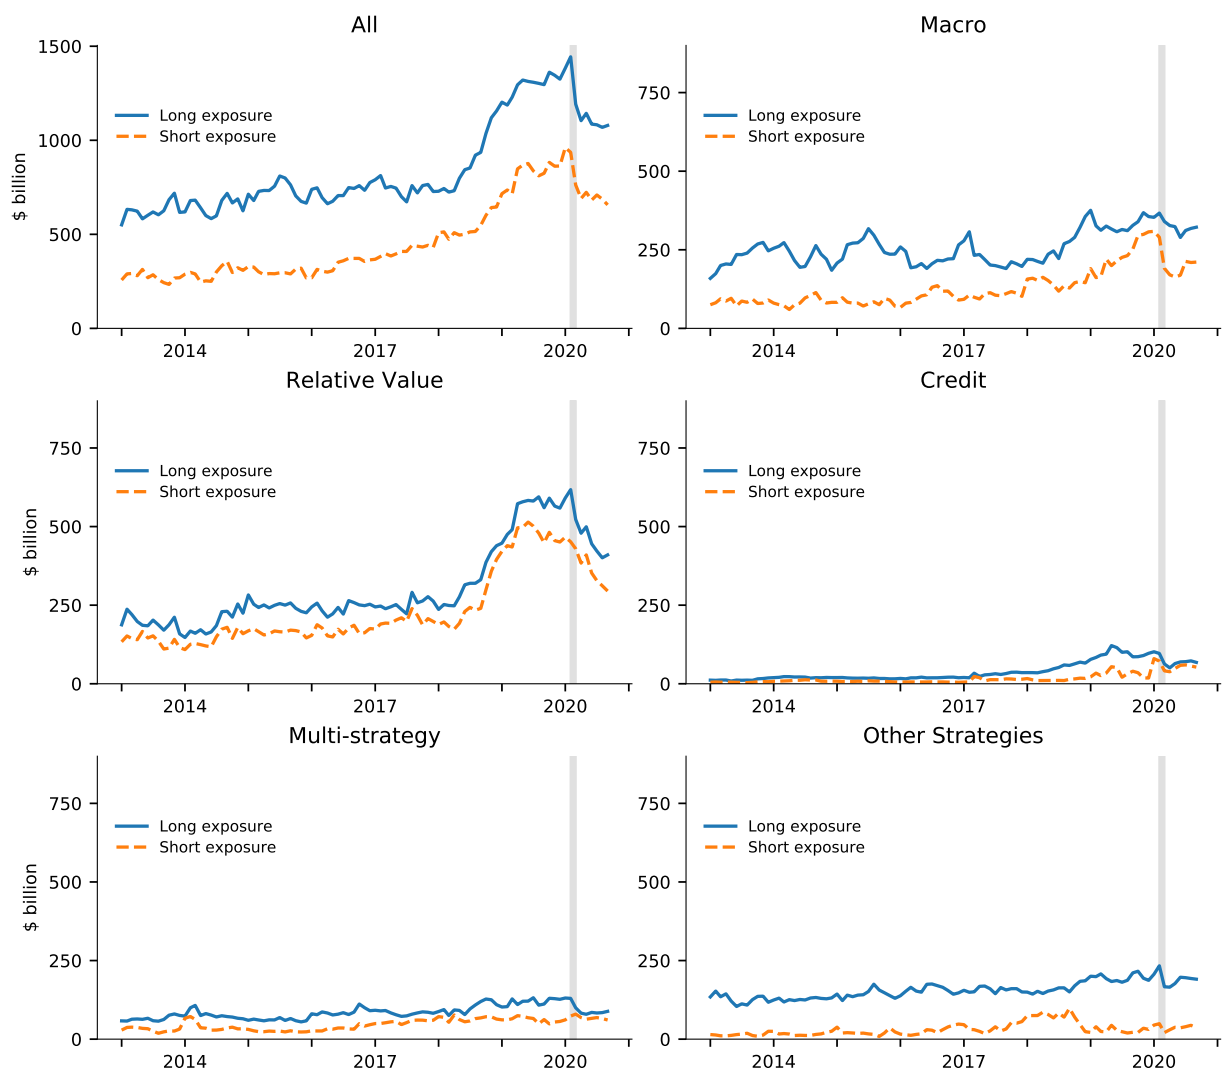 All
1500
1000
500
0
$ billion
Long exposure
Short exposure
2014
2017
2020
Macro
750
500
250
0
Long exposure
Short exposure
2014
2017
2020
Relative Value
750
500
250
0
$ billion
Long exposure
Short exposure
2014
2017
2020
Credit
750
500
250
0
Long exposure
Short exposure
2014
2017
2020
Multi-strategy
750
500
250
0
$ billion
Long exposure
Short exposure
2014
2017
2020
Other Strategies
750
500
250
0
Long exposure
Short exposure
2014
2017
2020